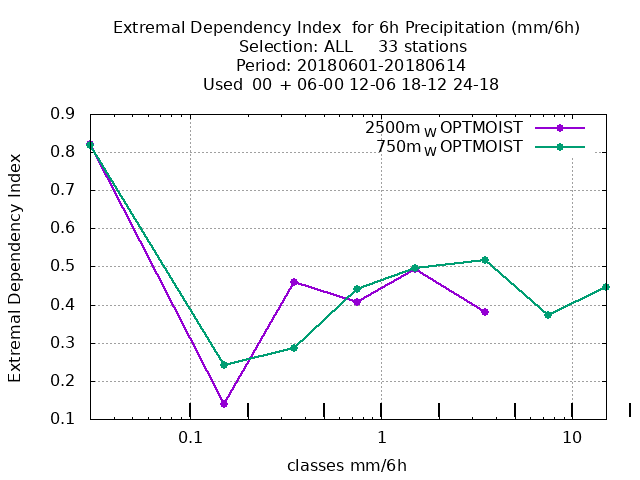 Extremal Dependency Index  for 6h Precipitation (mm/6h)
Selection: ALL     33 stations
Period: 20180601-20180614
Used  00  + 06-00 12-06 18-12 24-18
2500m W OPTMOIST
750m W OPTMOIST
Extremal Dependency Index
0.9
0.8
0.7
0.6
0.5
0.4
0.3
0.2
0.1
0.1
1
10
classes mm/6h